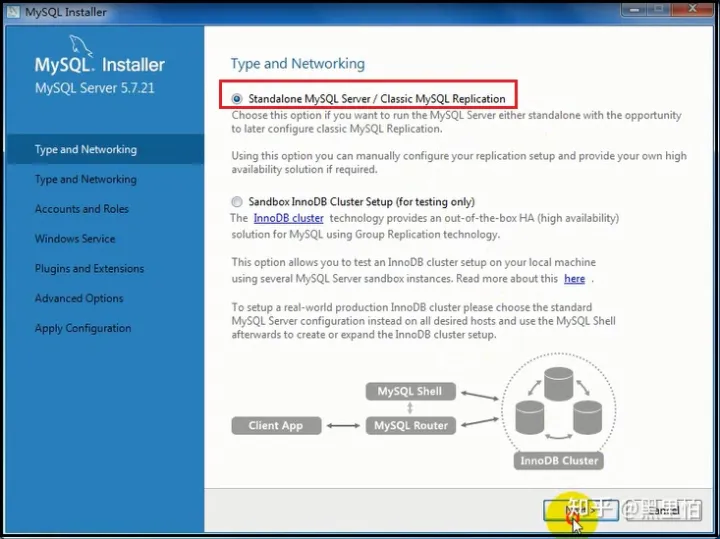 MySQL Installer
MySQL. Installer
MySQL Server 5.7.21
Type and Networking
Type and Networking
Accounts and Roles
Windows Service
Plugins and Extensions
Advanced Options
Apply Configuration
Type and Networking
Standalone MySQL Server / Classic MySQL Replication
Choose this option if you want to run the MySQL Server either standalone with the opportunity
to later configure classic MySQL Replication.
Using this option you can manually configure your replication setup and provide your own high
availability solution if required.
Sandbox InnoDB Cluster Setup (for testing only)
The InnoDB cluster technology provides an out-of-the-box HA (high availability)
solution for MySQL using Group Replication technology.
This option allows you to test an InnoDB cluster setup on your local machine
using several MySQL Server sandbox instances. Read more about this here .
To setup a real-world production InnoDB cluster please choose the standard
MySQL Server configuration instead on all desired hosts and use the MySQL Shell
afterwards to create or expand the InnoDB cluster setup.
MySQL Shell
Client App
MySQL Router
InnoDB Cluster
Cancel
知乎 @黑里怕